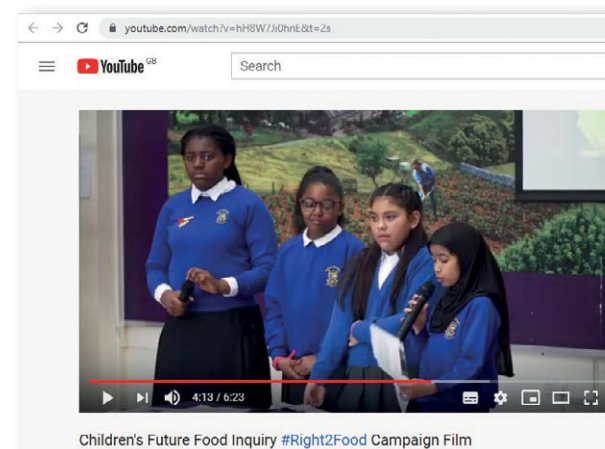 youtube.com/watch?v=hH8W7Ji0hnE&t=2s
YouTube GB
Search
4:13 / 6:23
Children's Future Food Inquiry #Right2Food Campaign Film